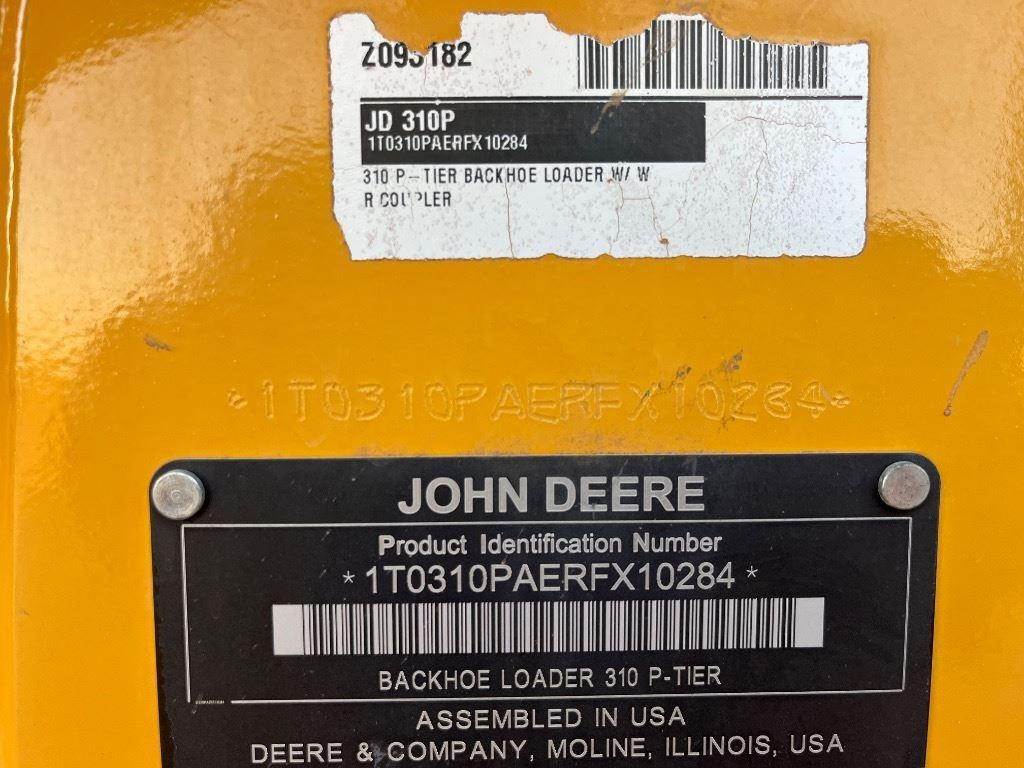 JD 310P
1T0310PAERFX10284
310 P-TIER BACKHOE LOADER W/ W
R COUPLER
*1T0310PAERFX10284*
JOHN DEERE
Product Identification Number
*1T0310PAERFX10284*
BACKHOE LOADER 310 P-TIER
ASSEMBLED IN USA
DEERE & COMPANY, MOLINE, ILLINOIS, USA